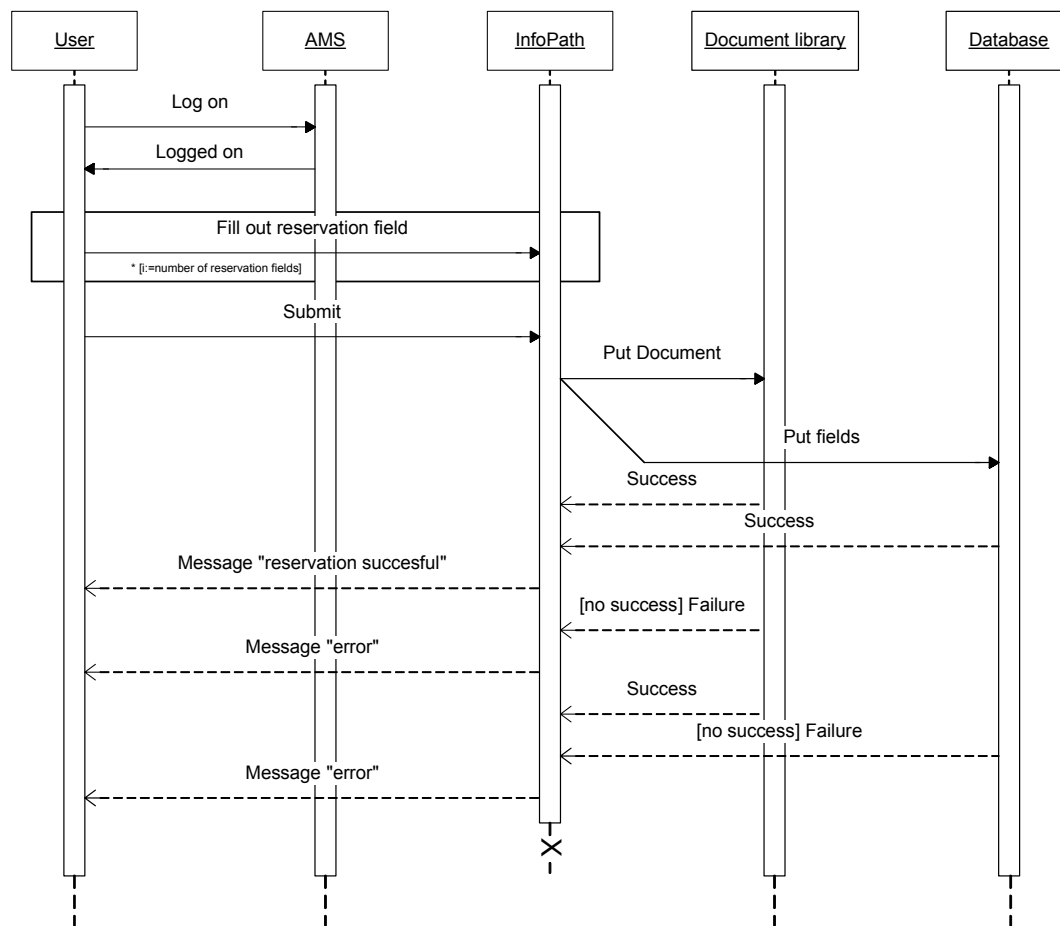 User
AMS
InfoPath
Document library
Database
Log on
Logged on
Fill out reservation field
* [i:=number of reservation fields]
Submit
Put Document
Put fields
Success
Success
Message "reservation succesful"
[no success] Failure
Message "error"
Success
[no success] Failure
Message "error"
X